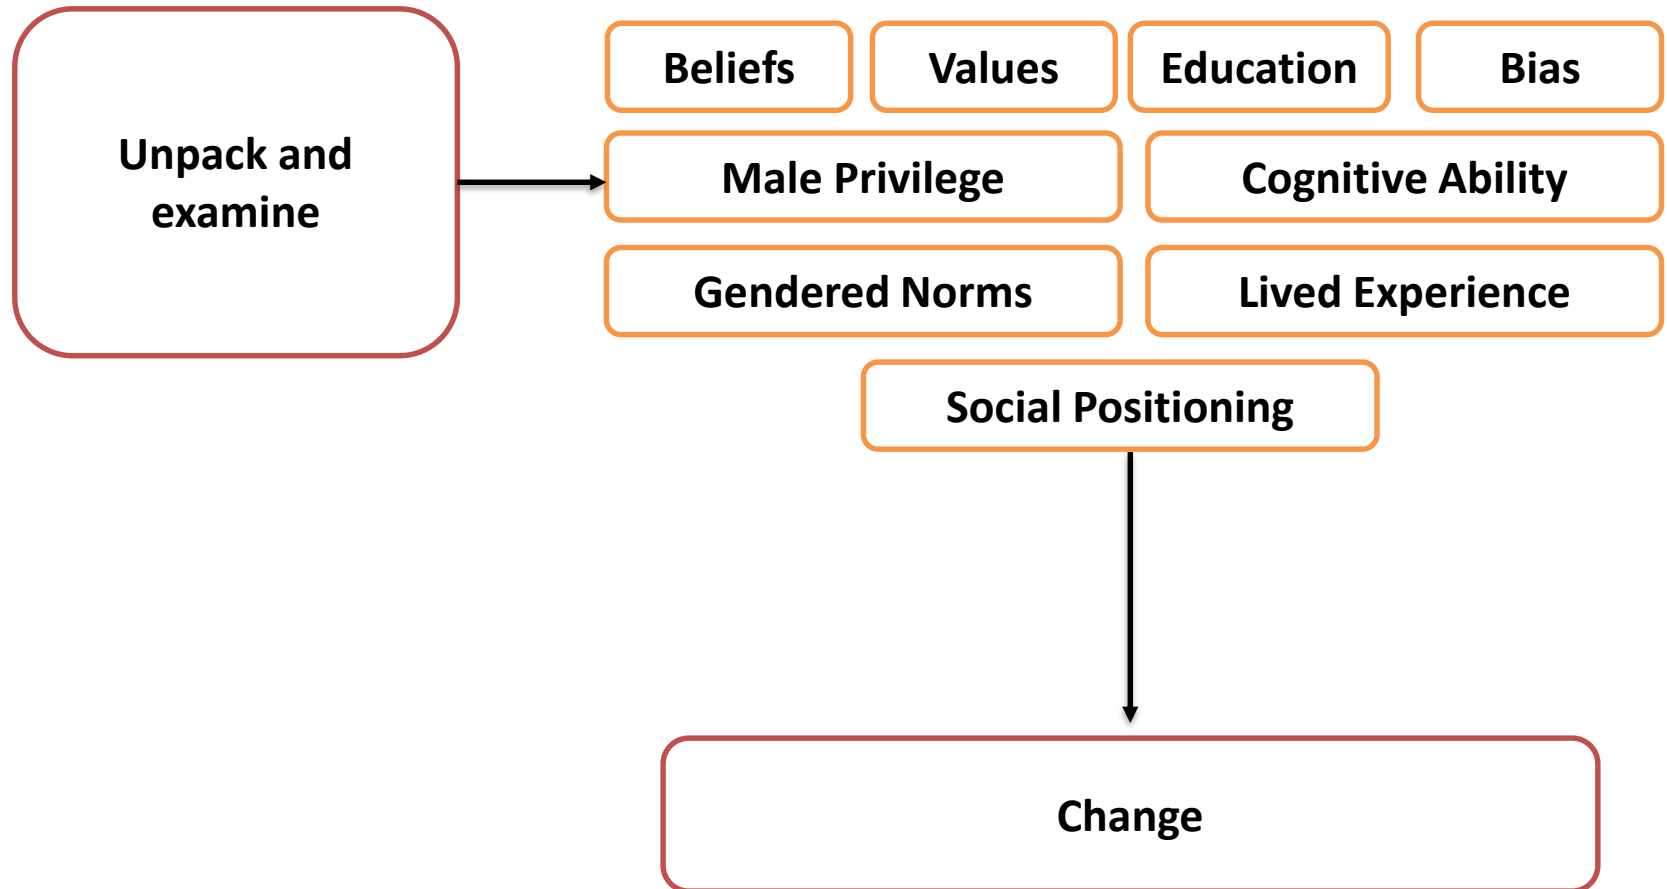 Unpack and
examine
Beliefs
Values
Education
Bias
Male Privilege
Cognitive Ability
Gendered Norms
Lived Experience
Social Positioning
Change